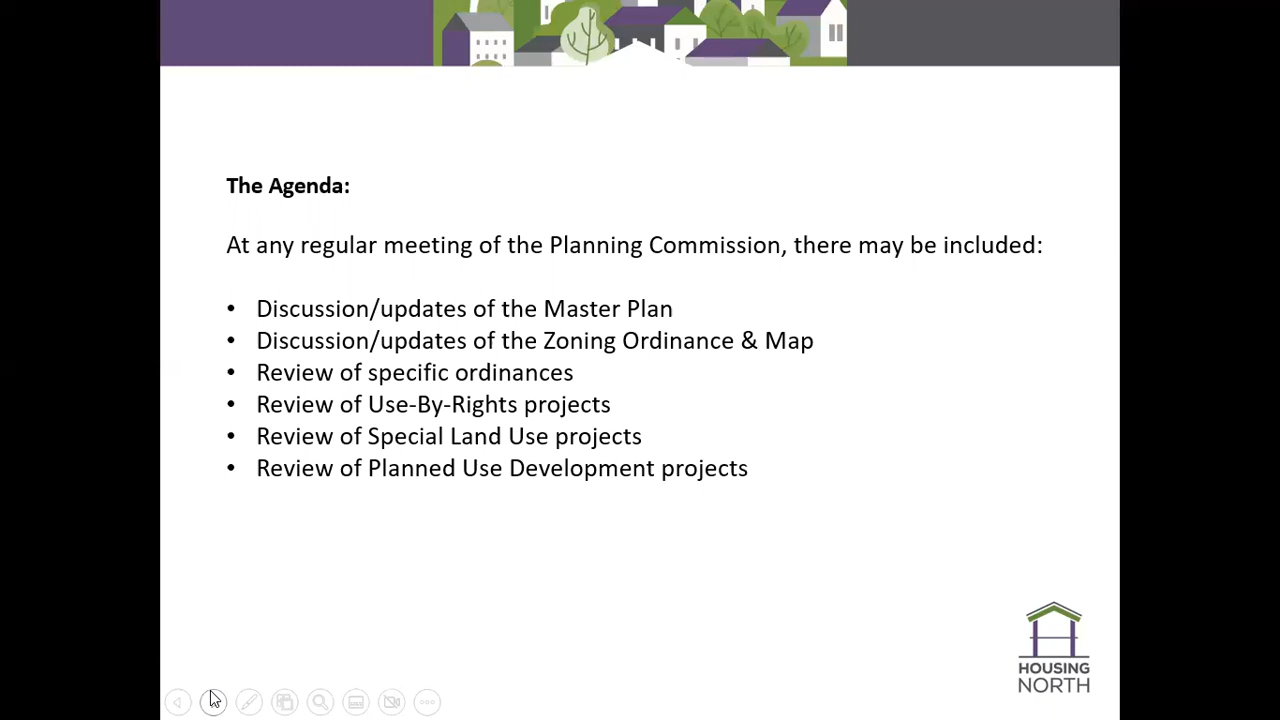 The Agenda:
At any regular meeting of the Planning Commission, there may be included:
• Discussion/updates of the Master Plan
• Discussion/updates of the Zoning Ordinance & Map
• Review of specific ordinances
• Review of Use-By-Rights projects
• Review of Special Land Use projects
• Review of Planned Use Development projects
HOUSING
NORTH